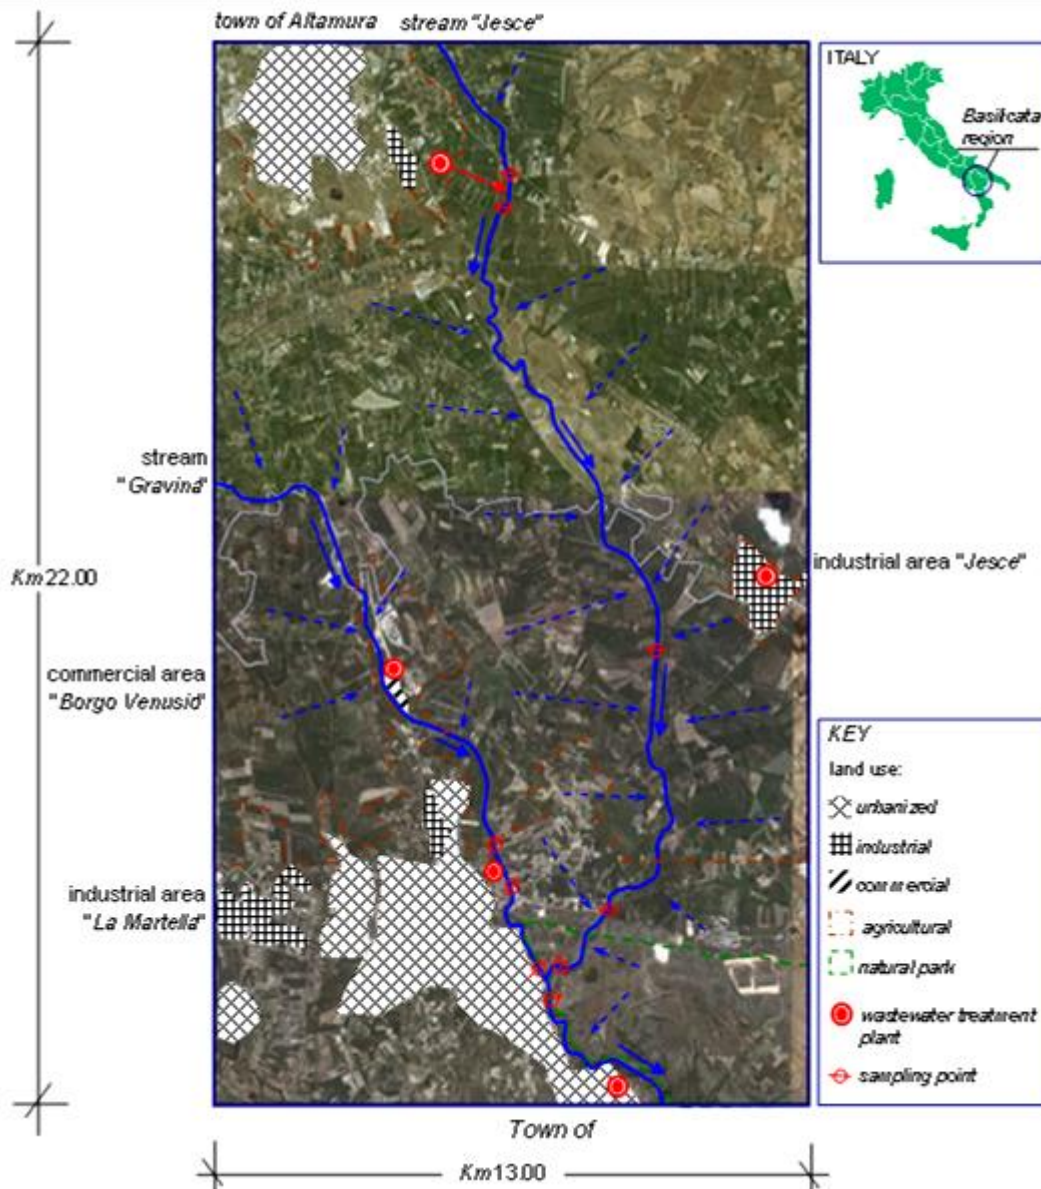 town of Altamura stream "Jesce"
ITALY
Basilicata
region
stream
"Gravina"
Km 22.00
industrial area "Jesce"
commercial area
"Borgo Venusio"
KEY
land use:
urbanized
industrial
commercial
agricultural
natural park
wastewater treatment
plant
sampling point
industrial area
"La Martella"
Town of
Km 13.00